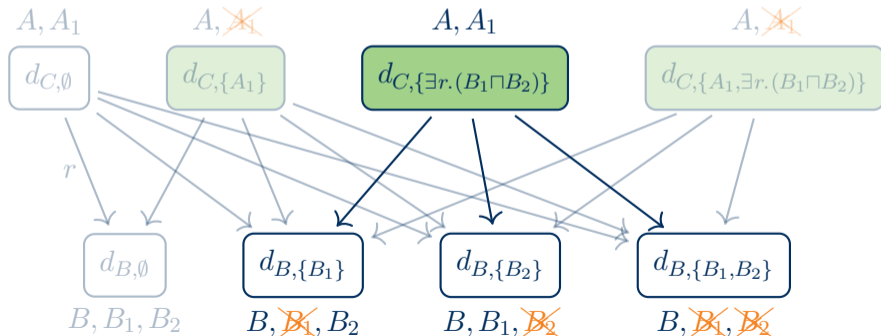 A, A₁ A, A₁ A, A₁ A, A₁
d_{C,∅} d_{C,{A₁}} d_{C,{∃r.(B₁⊓B₂)}} d_{C,{A₁,∃r.(B₁⊓B₂)}}
r
d_{B,∅} d_{B,{B₁}} d_{B,{B₂}} d_{B,{B₁,B₂}}
B, B₁, B₂ B, B₁, B₂ B, B₁, B₂ B, B₁, B₂